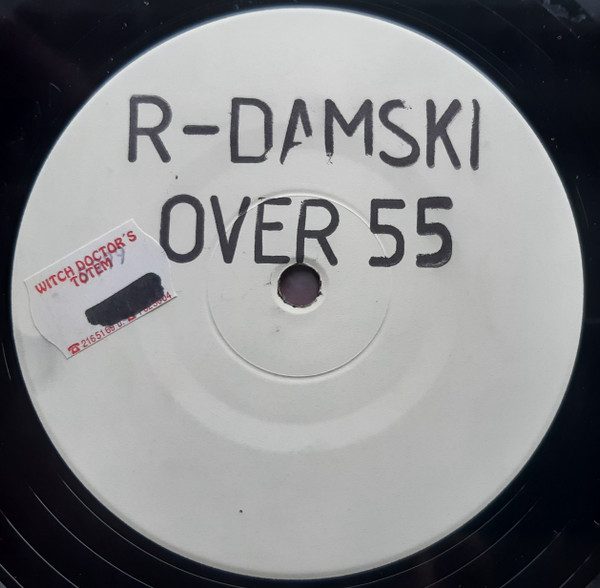 R-DAMSKI
OVER 55
WITCH DOCTOR'S
TOTEM